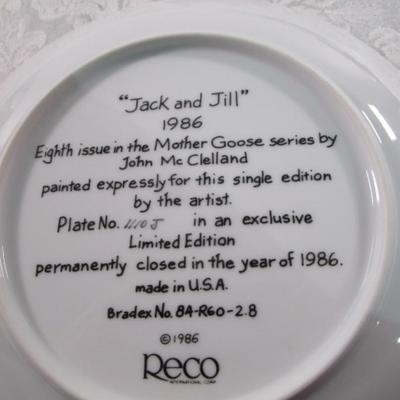 "Jack and Jill"
1986
Eighth issue in the Mother Goose series by
John McClelland
painted expressly for this single edition
by the artist.
Plate No. in an exclusive
Limited Edition
permanently closed in the year of 1986.
made in U.S.A.
Bradex No. 84-R60-2.8
©1986
Reco
INTERNATIONAL CORP.